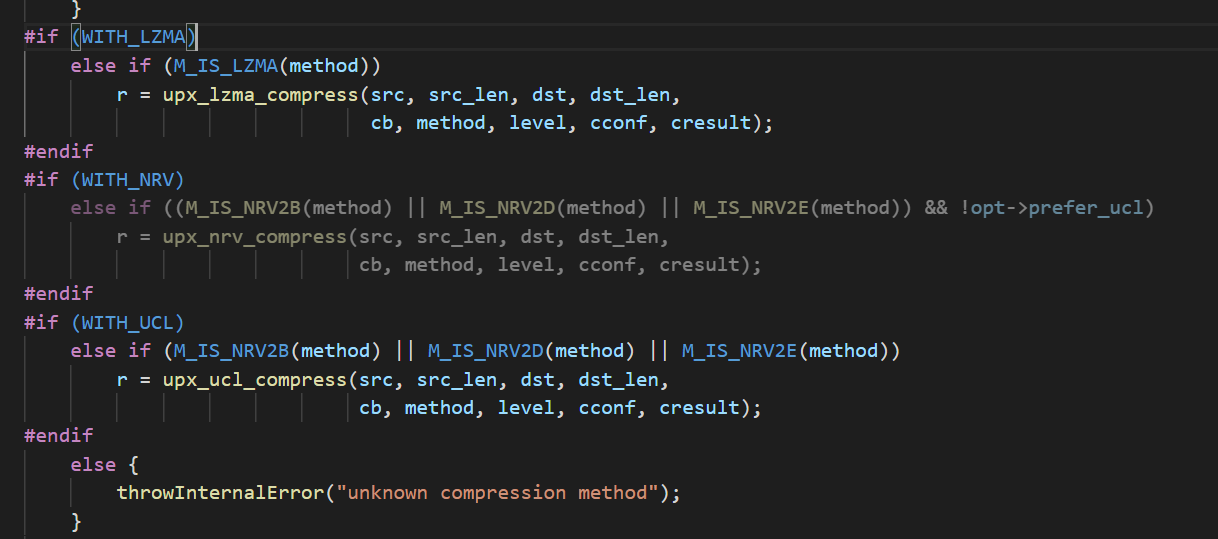 }
#if (WITH_LZMA)
else if (M_IS_LZMA(method))
r = upx_lzma_compress(src, src_len, dst, dst_len,
cb, method, level, cconf, cresult);
#endif
#if (WITH_NRV)
else if ((M_IS_NRV2B(method) || M_IS_NRV2D(method) || M_IS_NRV2E(method)) && !opt->prefer_ucl)
r = upx_nrv_compress(src, src_len, dst, dst_len,
cb, method, level, cconf, cresult);
#endif
#if (WITH_UCL)
else if (M_IS_NRV2B(method) || M_IS_NRV2D(method) || M_IS_NRV2E(method))
r = upx_ucl_compress(src, src_len, dst, dst_len,
cb, method, level, cconf, cresult);
#endif
else {
throwInternalError("unknown compression method");
}